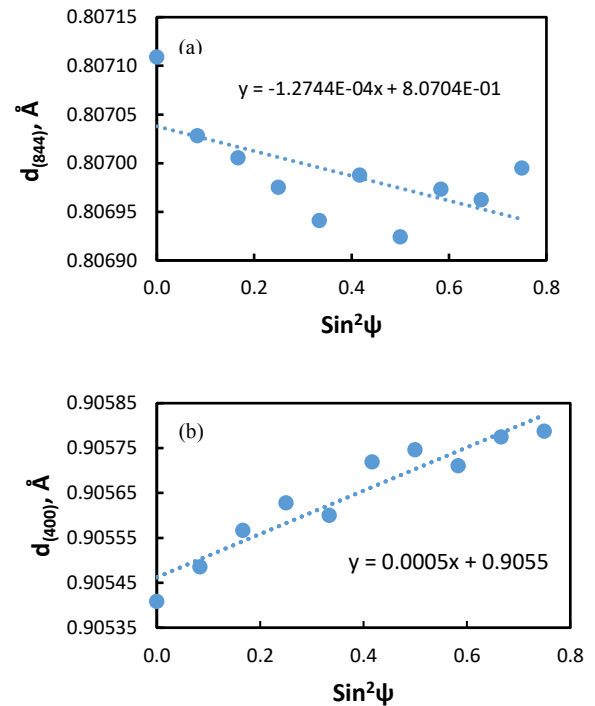 0.80715
(a)
0.80710
y = -1.2744E-04x + 8.0704E-01
0.80705
0.80700
0.80695
0.80690
d(844), Å
0.0 0.2 0.4 0.6 0.8
Sin²ψ
0.90585
(b)
0.90575
0.90565
0.90555
y = 0.0005x + 0.9055
0.90545
0.90535
d(400), Å
0.0 0.2 0.4 0.6 0.8
Sin²ψ